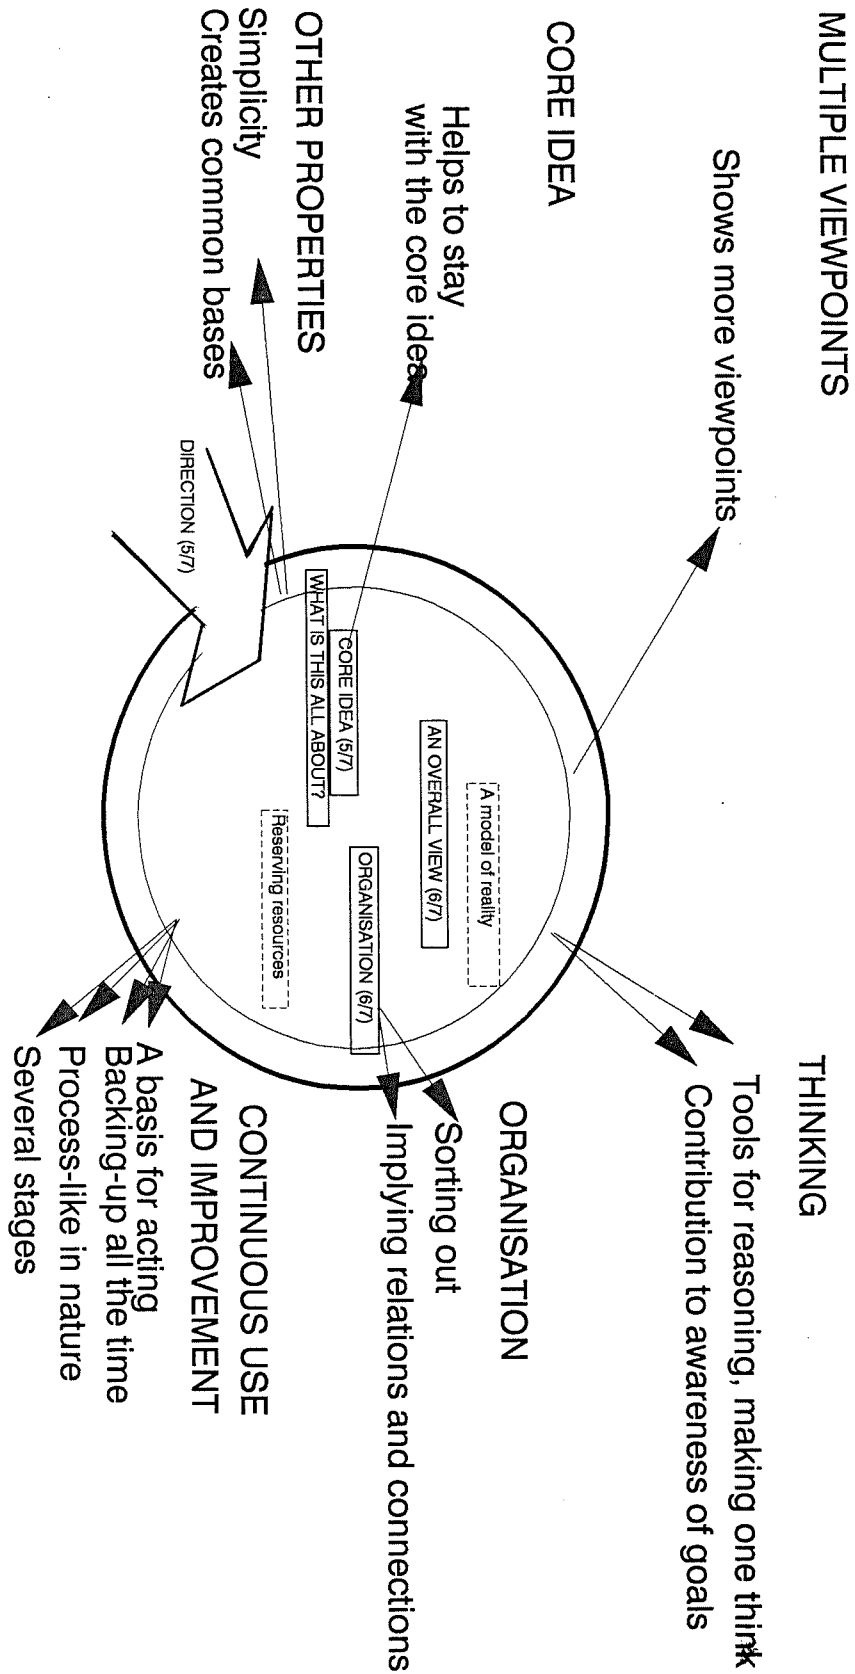 MULTIPLE VIEWPOINTS
Shows more viewpoints
CORE IDEA
Helps to stay
with the core idea
OTHER PROPERTIES
Simplicity
Creates common bases
DIRECTION (5/7)
WHAT IS THIS ALL ABOUT?
CORE IDEA (5/7)
AN OVERALL VIEW (6/7)
A model of reality
ORGANISATION (6/7)
Reserving resources
THINKING
Tools for reasoning, making one think
Contribution to awareness of goals
ORGANISATION
Sorting out
Implying relations and connections
CONTINUOUS USE
AND IMPROVEMENT
A basis for acting
Backing-up all the time
Process-like in nature
Several stages